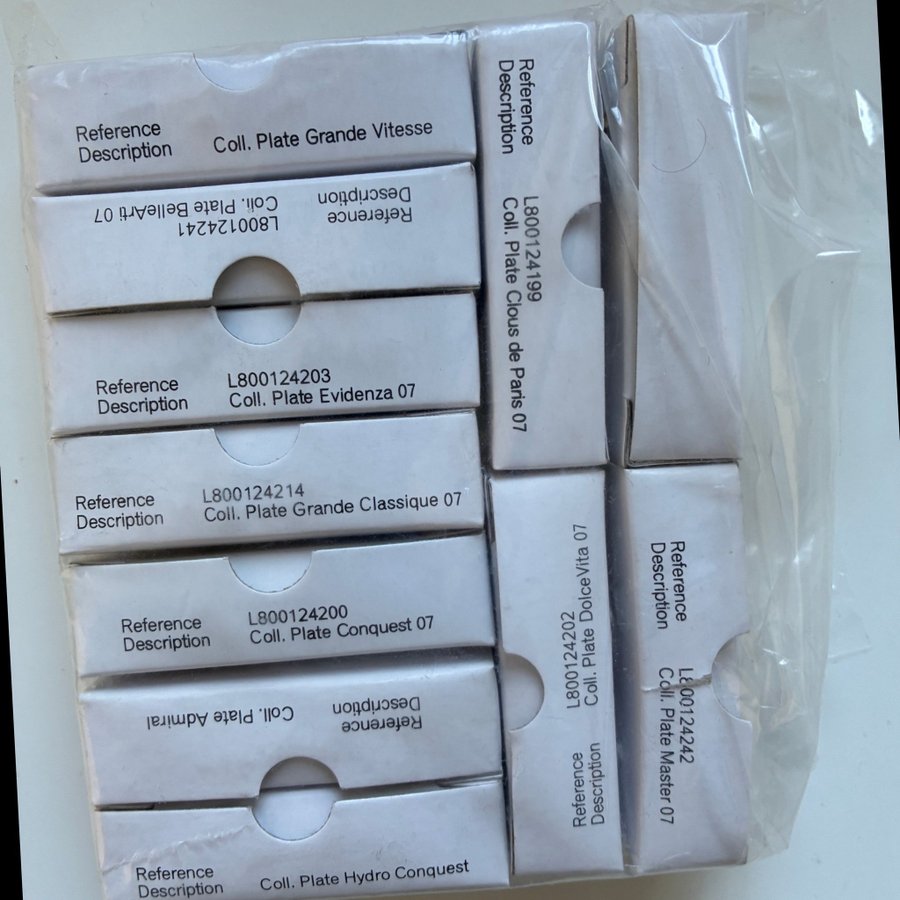 Reference
Description Coll. Plate Grande Vitesse
Reference L800124241
Description Coll. Plate BelleArti 07
Reference L800124203
Description Coll. Plate Evidenza 07
Reference L800124214
Description Coll. Plate Grande Classique 07
Reference L800124200
Description Coll. Plate Conquest 07
Reference
Description Coll. Plate Admiral
Reference
Description Coll. Plate Hydro Conquest
Reference L800124199
Description Coll. Plate Clous de Paris 07
Reference L800124202
Description Coll. Plate DolceVita 07
Reference L800124242
Description Coll. Plate Master 07